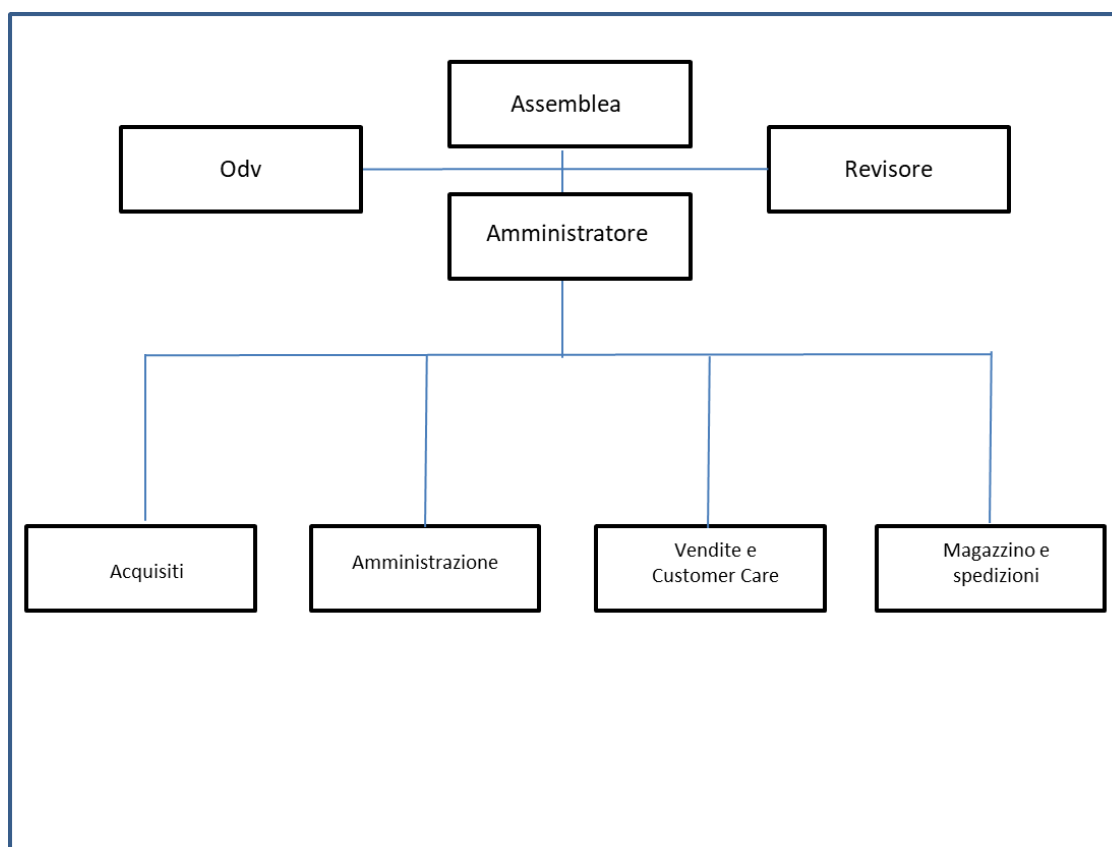 Assemblea
Odv
Revisore
Amministratore
Acquisiti
Amministrazione
Vendite e
Customer Care
Magazzino e
spedizioni